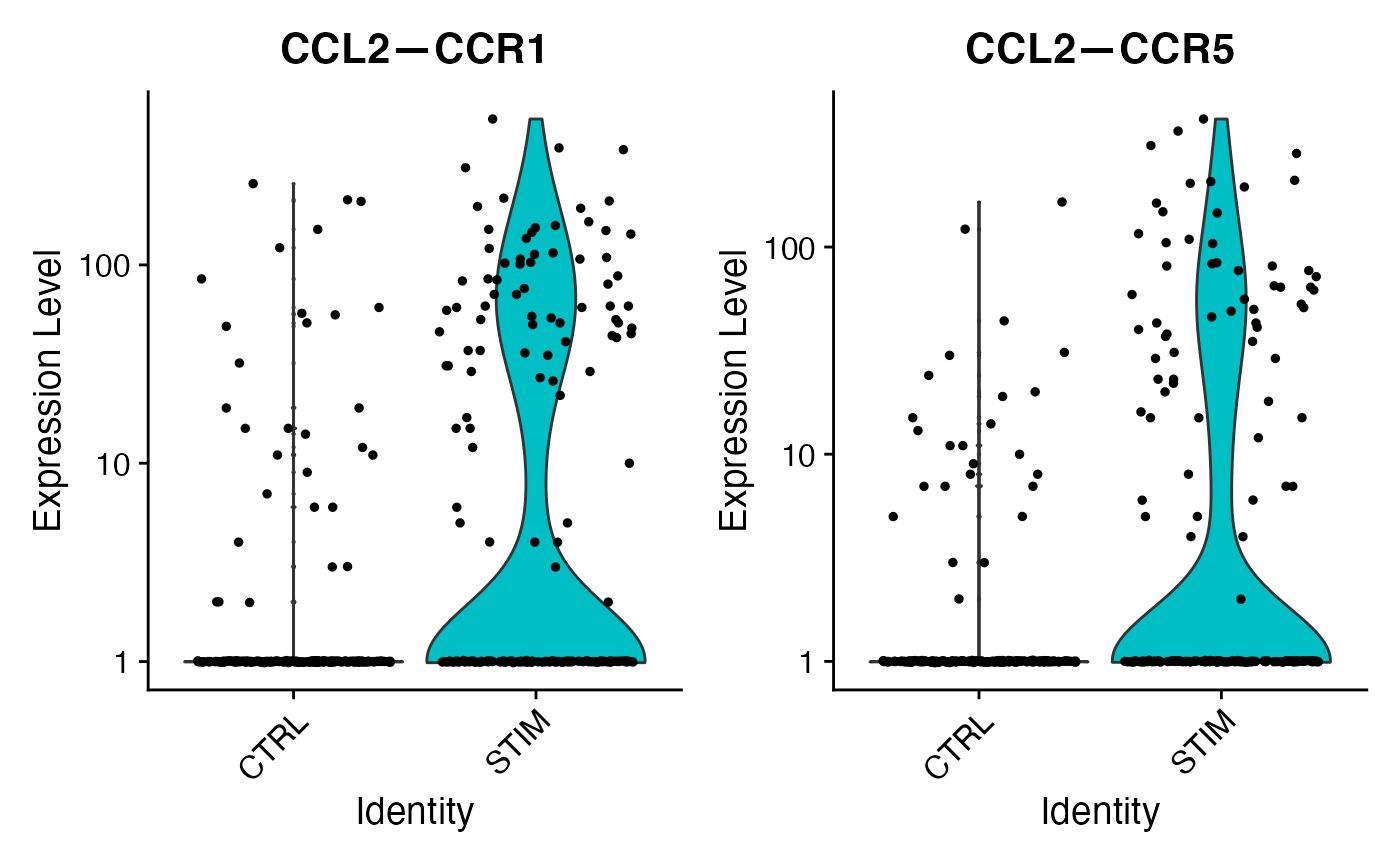 CCL2—CCR1
Expression Level
100
10
1
CTRL
STIM
Identity
CCL2—CCR5
Expression Level
100
10
1
CTRL
STIM
Identity